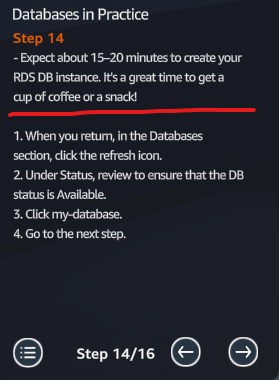 Databases in Practice
Step 14
- Expect about 15–20 minutes to create your
RDS DB instance. It's a great time to get a
cup of coffee or a snack!
1. When you return, in the Databases
section, click the refresh icon.
2. Under Status, review to ensure that the DB
status is Available.
3. Click my-database.
4. Go to the next step.
Step 14/16